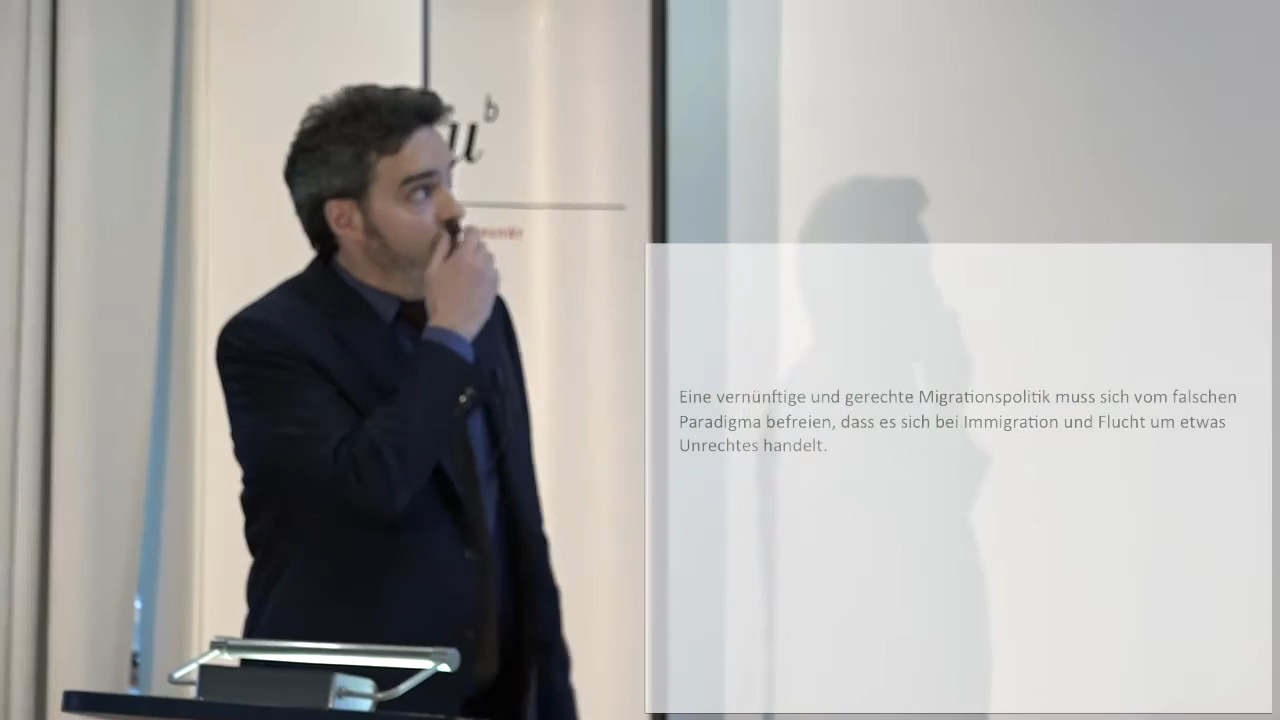 u
b
Eine vernünftige und gerechte Migrationspolitik muss sich vom falschen
Paradigma befreien, dass es sich bei Immigration und Flucht um etwas
Unrechtes handelt.